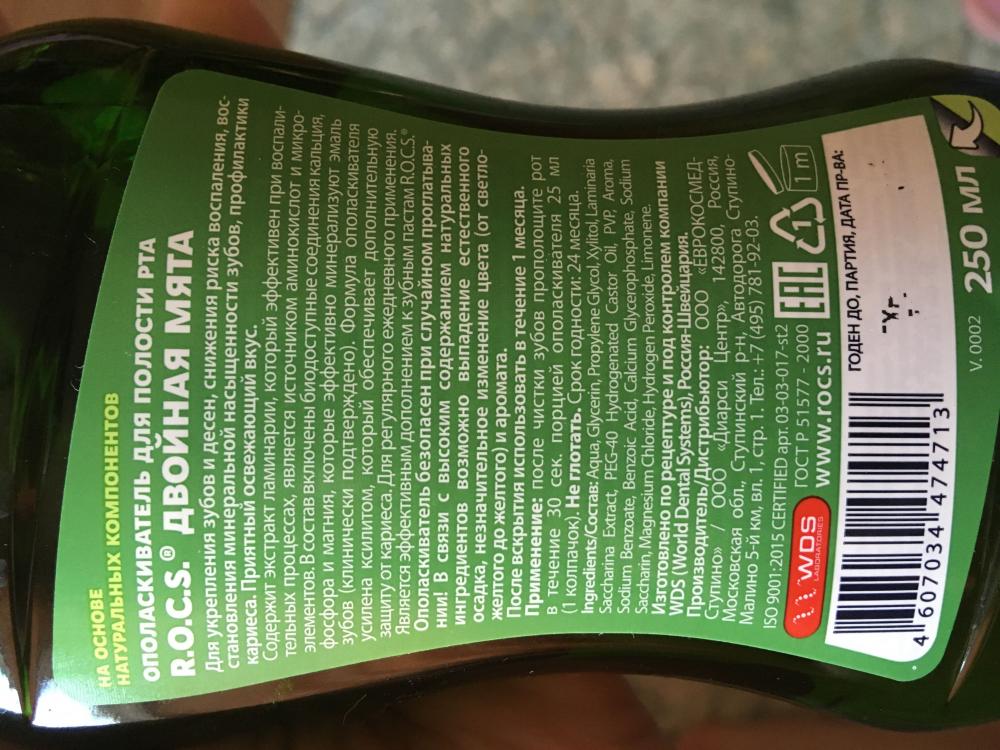 НА ОСНОВЕ
НАТУРАЛЬНЫХ КОМПОНЕНТОВ
ОПОЛАСКИВАТЕЛЬ ДЛЯ ПОЛОСТИ РТА
R.O.C.S.® ДВОЙНАЯ МЯТА
Для укрепления зубов и десен, снижения риска воспаления, вос-
становления минеральной насыщенности зубов, профилактики
кариеса. Приятный освежающий вкус.
Содержит экстракт ламинарии, который эффективен при воспали-
тельных процессах, является источником аминокислот и микро-
элементов. В состав включены биодоступные соединения кальция,
фосфора и магния, которые эффективно минерализуют эмаль
зубов (клинически подтверждено). Формула ополаскивателя
усилена ксилитом, который обеспечивает дополнительную
защиту от кариеса. Для регулярного ежедневного применения.
Является эффективным дополнением к зубным пастам R.O.C.S.®
Ополаскиватель безопасен при случайном проглатыва-
нии! В связи с высоким содержанием натуральных
ингредиентов возможно выпадение естественного
осадка, незначительное изменение цвета (от светло-
желтого до желтого) и аромата.
После вскрытия использовать в течение 1 месяца.
Применение: после чистки зубов прополощите рот
в течение 30 сек. порцией ополаскивателя 25 мл
(1 колпачок). Не глотать. Срок годности: 24 месяца.
Ingredients/Состав: Aqua, Glycerin, Propylene Glycol, Xylitol, Laminaria
Saccharina Extract, PEG-40 Hydrogenated Castor Oil, PVP, Aroma,
Sodium Benzoate, Benzoic Acid, Calcium Glycerophosphate, Sodium
Saccharin, Magnesium Chloride, Hydrogen Peroxide, Limonene.
Изготовлено по рецептуре и под контролем компании
WDS (World Dental Systems), Россия-Швейцария.
Производитель/Дистрибьютор: ООО «ЕВРОКОСМЕД-
Ступино» / ООО «Диарси Центр», 142800, Россия,
Московская обл., Ступинский р-н, Автодорога Ступино-
Малино 5-й км, вл. 1, стр. 1. Тел.: +7 (495) 781-92-03.
ISO 9001:2015 CERTIFIED арт. 03-03-017-st2
ГОСТ Р 51577 - 2000
WDS
LABORATORIES
www.rocs.ru
EAC
1 m
ГОДЕН ДО, ПАРТИЯ, ДАТА ПР-ВА:
4 607034 474713
V.0002
250 МЛ